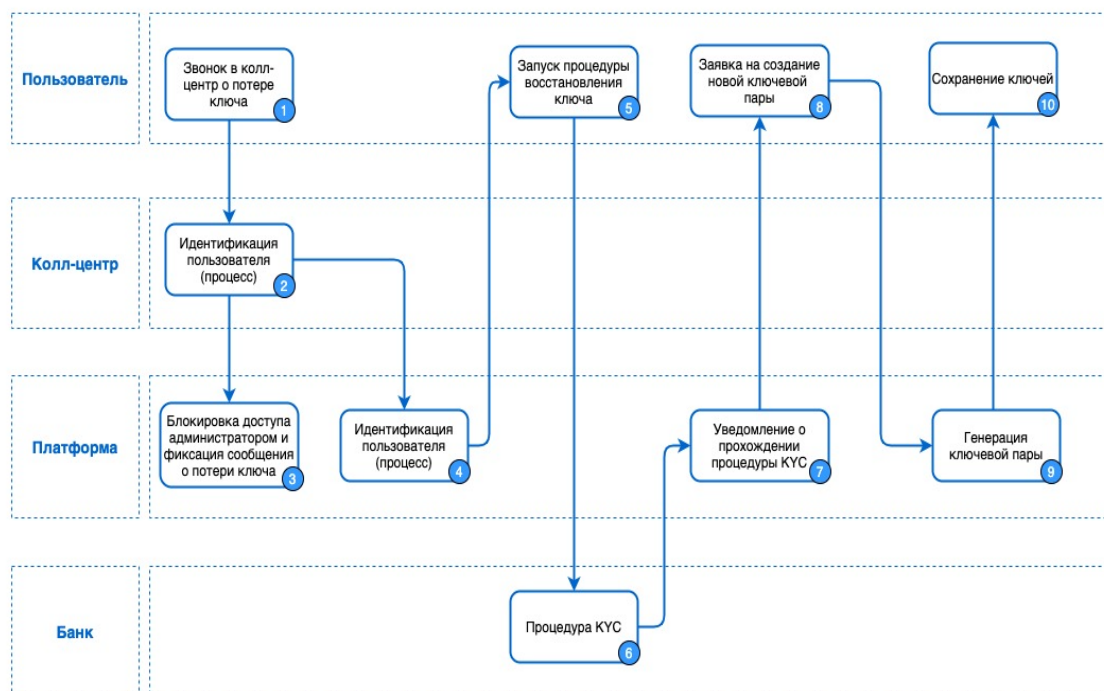 Пользователь
Звонок в колл-
центр о потере
ключа
1
Запуск процедуры
восстановления
ключа
5
Заявка на создание
новой ключевой
пары
8
Сохранение ключей
10
Колл-центр
Идентификация
пользователя
(процесс)
2
Платформа
Блокировка доступа
администратором и
фиксация сообщения
о потери ключа
3
Идентификация
пользователя
(процесс)
4
Уведомление о
прохождении
процедуры KYC
7
Генерация
ключевой пары
9
Банк
Процедура KYC
6